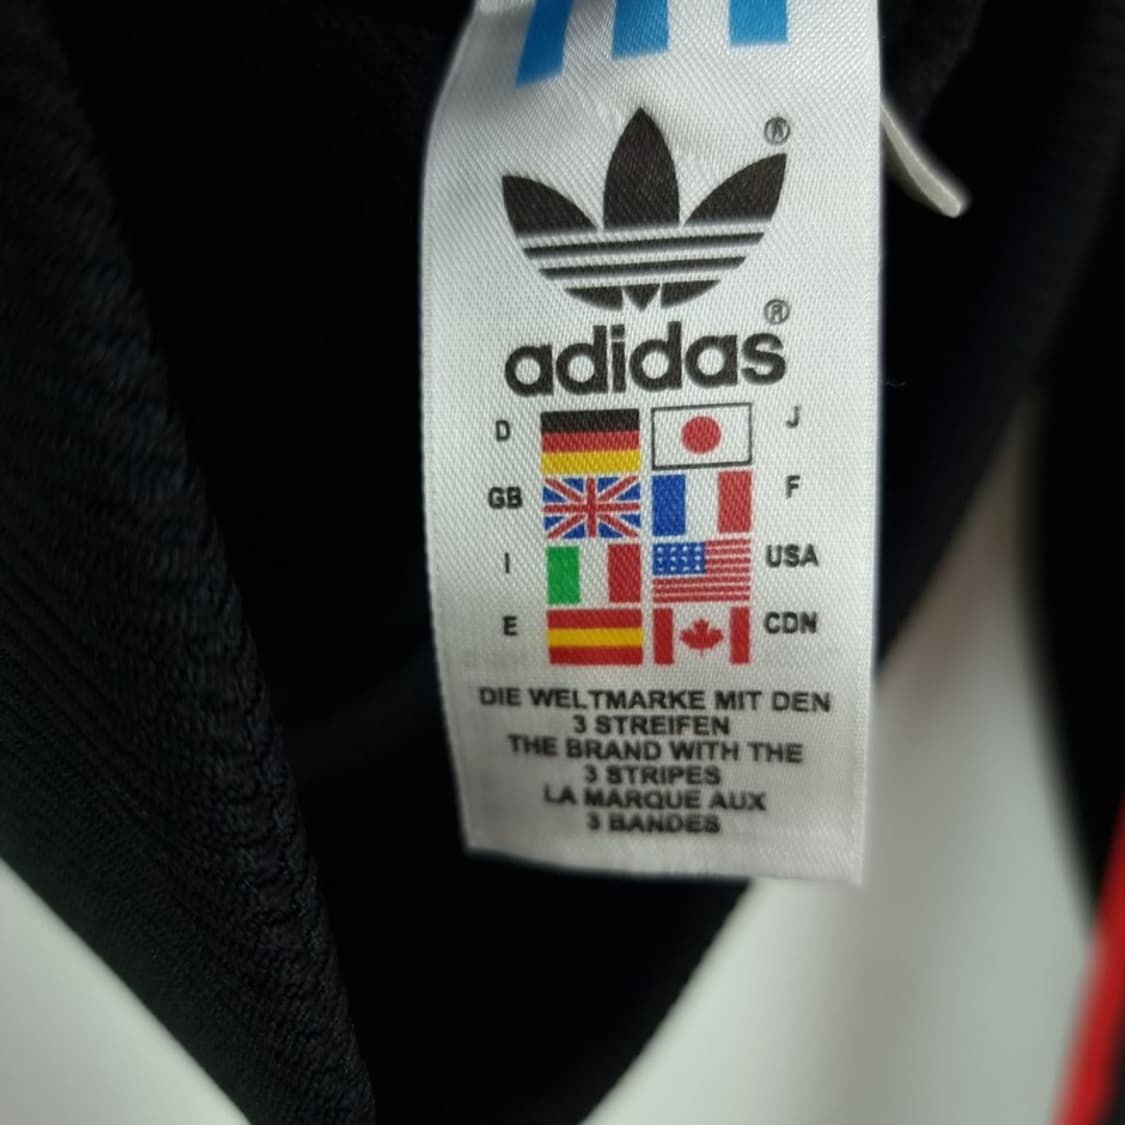 ®
adidas®
D J
GB F
I USA
E CDN
DIE WELTMARKE MIT DEN
3 STREIFEN
THE BRAND WITH THE
3 STRIPES
LA MARQUE AUX
3 BANDES